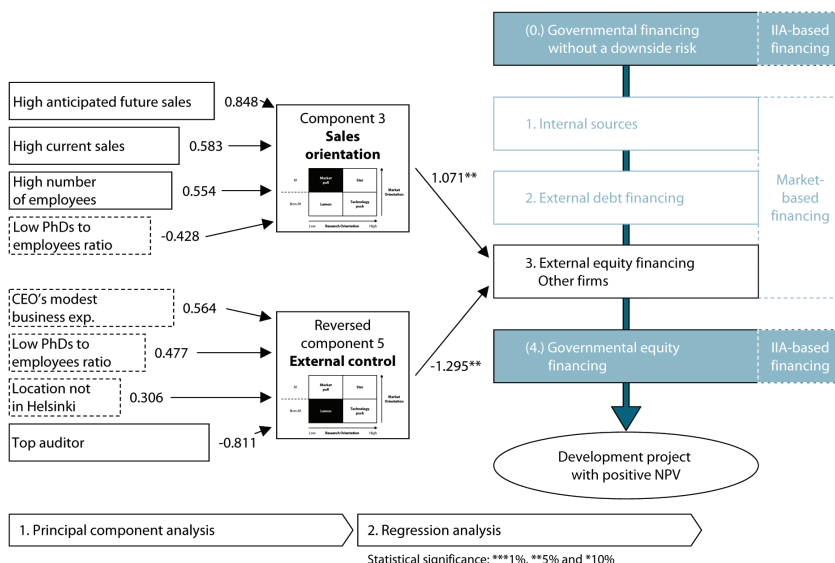 (0.) Governmental financing
without a downside risk
IIA-based
financing
High anticipated future sales
0.848
High current sales
0.583
High number
of employees
0.554
Low PhDs to
employees ratio
-0.428
Component 3
Sales
orientation
M
Non-M
Market
pull
Star
Lemon
Technology
push
Market
Orientation
Low
Research Orientation
High
1.071**
1. Internal sources
2. External debt financing
Market-
based
financing
3. External equity financing
Other firms
CEO's modest
business exp.
0.564
Low PhDs to
employees ratio
0.477
Location not
in Helsinki
0.306
Top auditor
-0.811
Reversed
component 5
External control
M
Non-M
Market
pull
Star
Lemon
Technology
push
Market
Orientation
Low
Research Orientation
High
-1.295**
(4.) Governmental equity
financing
IIA-based
financing
Development project
with positive NPV
1. Principal component analysis
2. Regression analysis
Statistical significance: ***1%, **5% and *10%